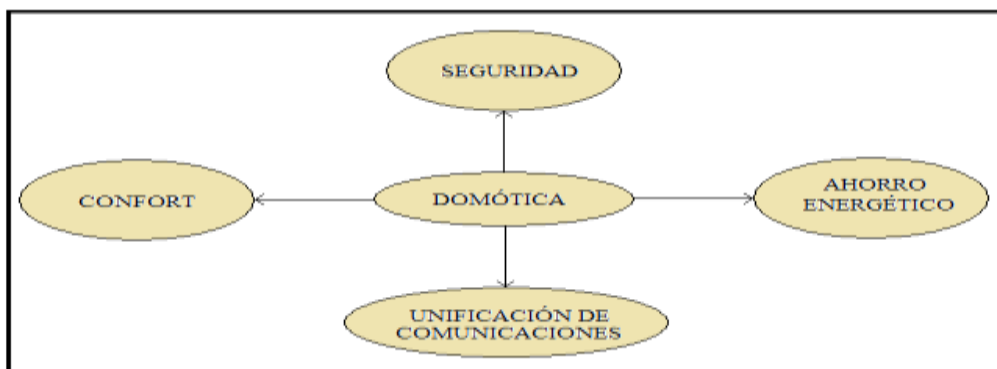 SEGURIDAD
CONFORT
DOMÓTICA
AHORRO
ENERGÉTICO
UNIFICACIÓN DE
COMUNICACIONES